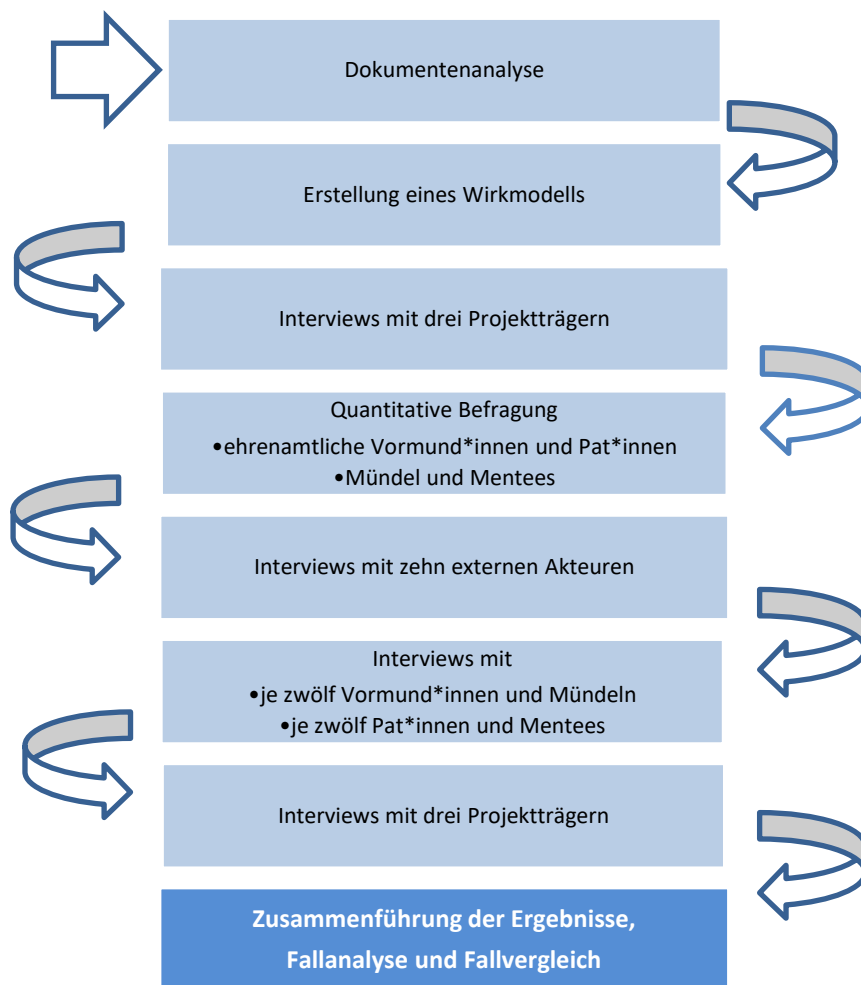 Dokumentenanalyse
Erstellung eines Wirkmodells
Interviews mit drei Projektträgern
Quantitative Befragung
•ehrenamtliche Vormund*innen und Pat*innen
•Mündel und Mentees
Interviews mit zehn externen Akteuren
Interviews mit
•je zwölf Vormund*innen und Mündeln
•je zwölf Pat*innen und Mentees
Interviews mit drei Projektträgern
Zusammenführung der Ergebnisse,
Fallanalyse und Fallvergleich